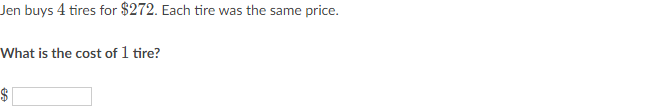 Jen buys 4 tires for $272. Each tire was the same price.
What is the cost of 1 tire?
$